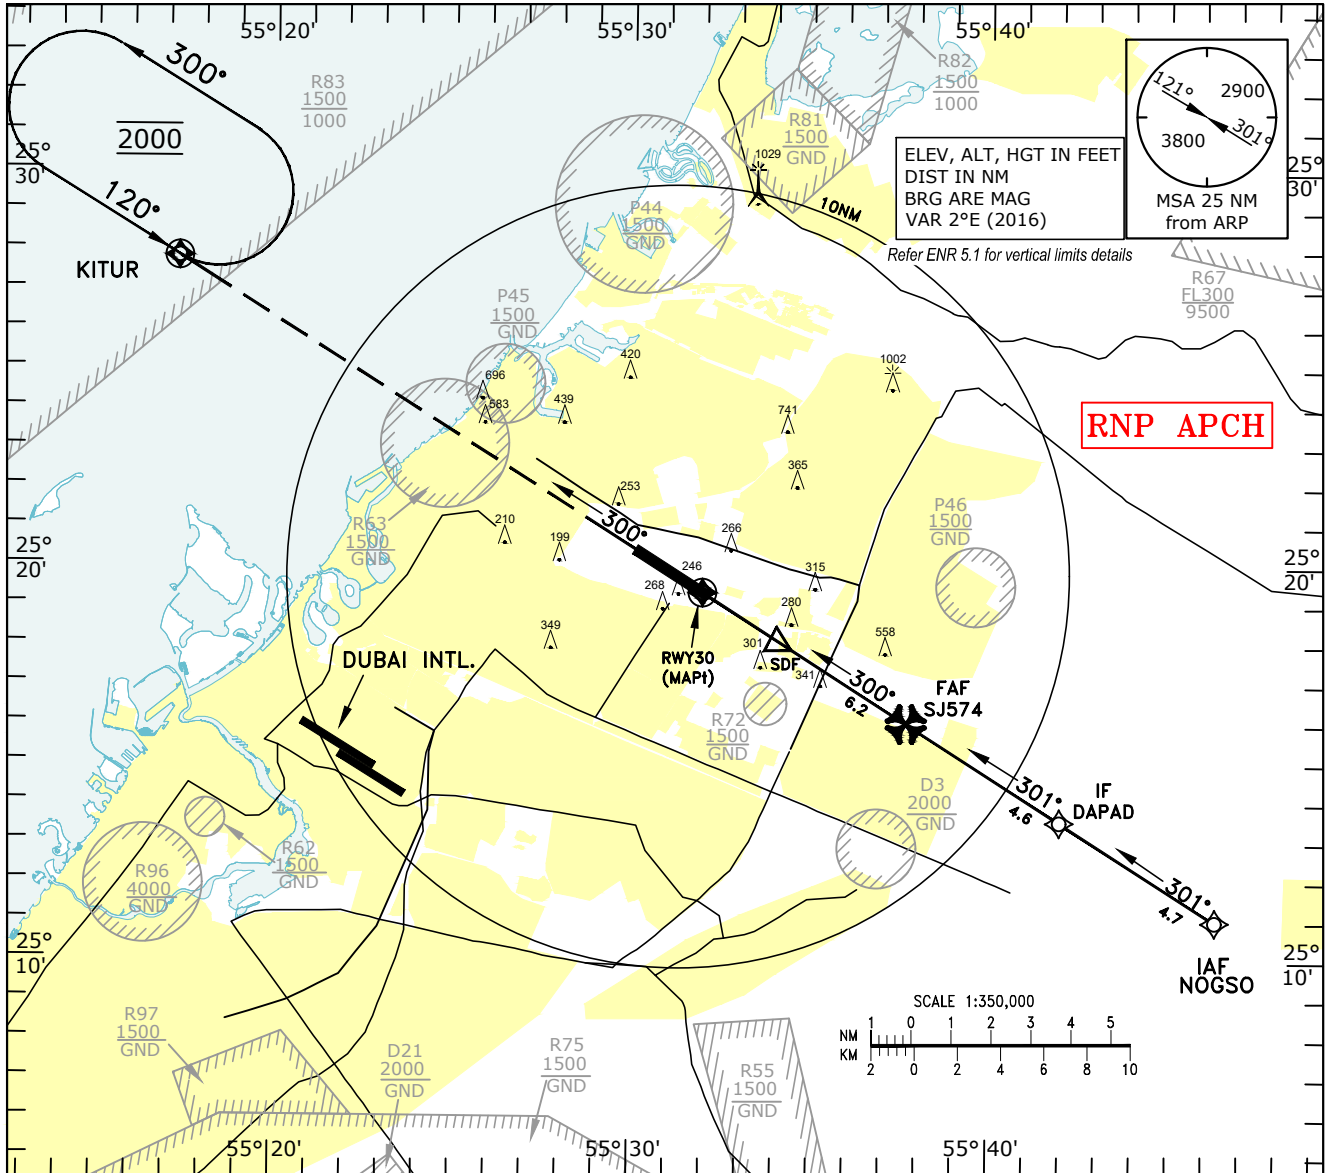 55°20'
55°30'
55°40'
300°
2000
120°
KITUR
R83
1500
1000
R82
1500
1000
R81
1500
GND
1029
10NM
ELEV, ALT, HGT IN FEET
DIST IN NM
BRG ARE MAG
VAR 2°E (2016)
Refer ENR 5.1 for vertical limits details
121°
2900
3800
301°
MSA 25 NM
from ARP
25°
30'
25°
30'
P44
1500
GND
R67
FL300
9500
P45
1500
GND
420
696
583
439
1002
741
365
RNP APCH
253
210
199
R63
1500
GND
300°
266
P46
1500
GND
25°
20'
25°
20'
246
268
315
280
301
341
558
349
RWY30
(MAPt)
SDF
DUBAI INTL.
300°
6.2
FAF
SJ574
R72
1500
GND
D3
2000
GND
301°
4.6
IF
DAPAD
R62
1500
GND
R96
4000
GND
301°
4.7
IAF
NOGSO
25°
10'
25°
10'
SCALE 1:350,000
NM 1 0 1 2 3 4 5
KM 2 0 2 4 6 8 10
R97
1500
GND
D21
2000
GND
R75
1500
GND
R55
1500
GND
55°20'
55°30'
55°40'